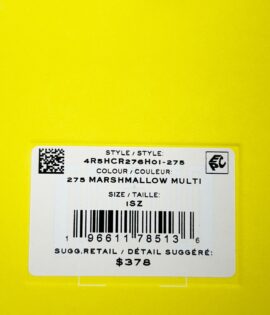 STYLE / STYLE:
4R5HCR276H01-275
COLOUR / COULEUR:
275 MARSHMALLOW MULTI
SIZE / TAILLE:
1SZ
1 96611 78513 6
SUGG.RETAIL / DÉTAIL SUGGÉRÉ:
$378